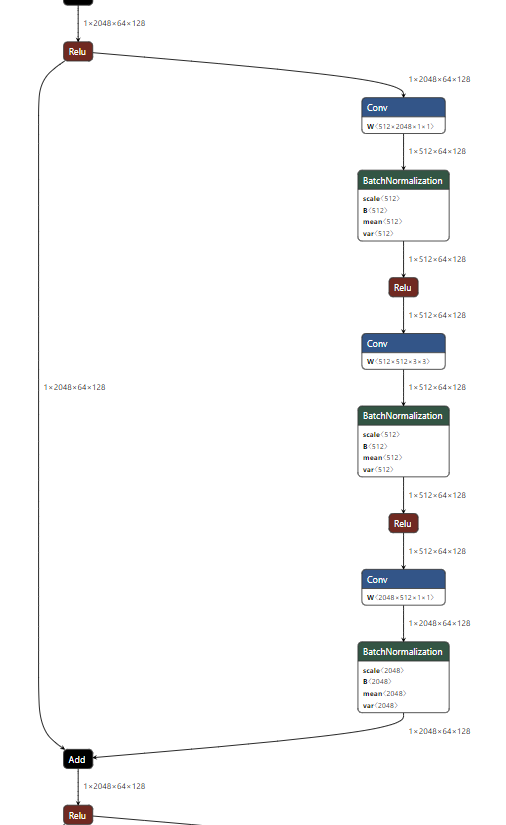 1×2048×64×128
Relu
1×2048×64×128
Conv
W⟨512×2048×1×1⟩
1×512×64×128
BatchNormalization
scale⟨512⟩
B⟨512⟩
mean⟨512⟩
var⟨512⟩
1×512×64×128
Relu
1×512×64×128
Conv
W⟨512×512×3×3⟩
1×2048×64×128
1×512×64×128
BatchNormalization
scale⟨512⟩
B⟨512⟩
mean⟨512⟩
var⟨512⟩
1×512×64×128
Relu
1×512×64×128
Conv
W⟨2048×512×1×1⟩
1×2048×64×128
BatchNormalization
scale⟨2048⟩
B⟨2048⟩
mean⟨2048⟩
var⟨2048⟩
1×2048×64×128
Add
1×2048×64×128
Relu